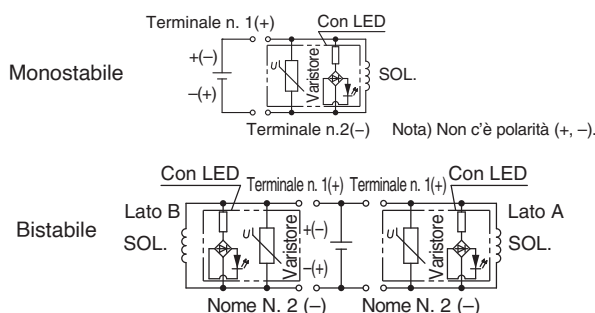 Terminale n. 1(+)
Con LED
+(−)
−(+)
Monostabile
U
Varistore
SOL.
Terminale n.2(−)
Nota) Non c'è polarità (+, −).
Con LED
Terminale n. 1(+)
Terminale n. 1(+)
Con LED
Lato B
Lato A
Bistabile
SOL.
U
Varistore
+(−)
−(+)
U
Varistore
SOL.
Nome N. 2 (−)
Nome N. 2 (−)